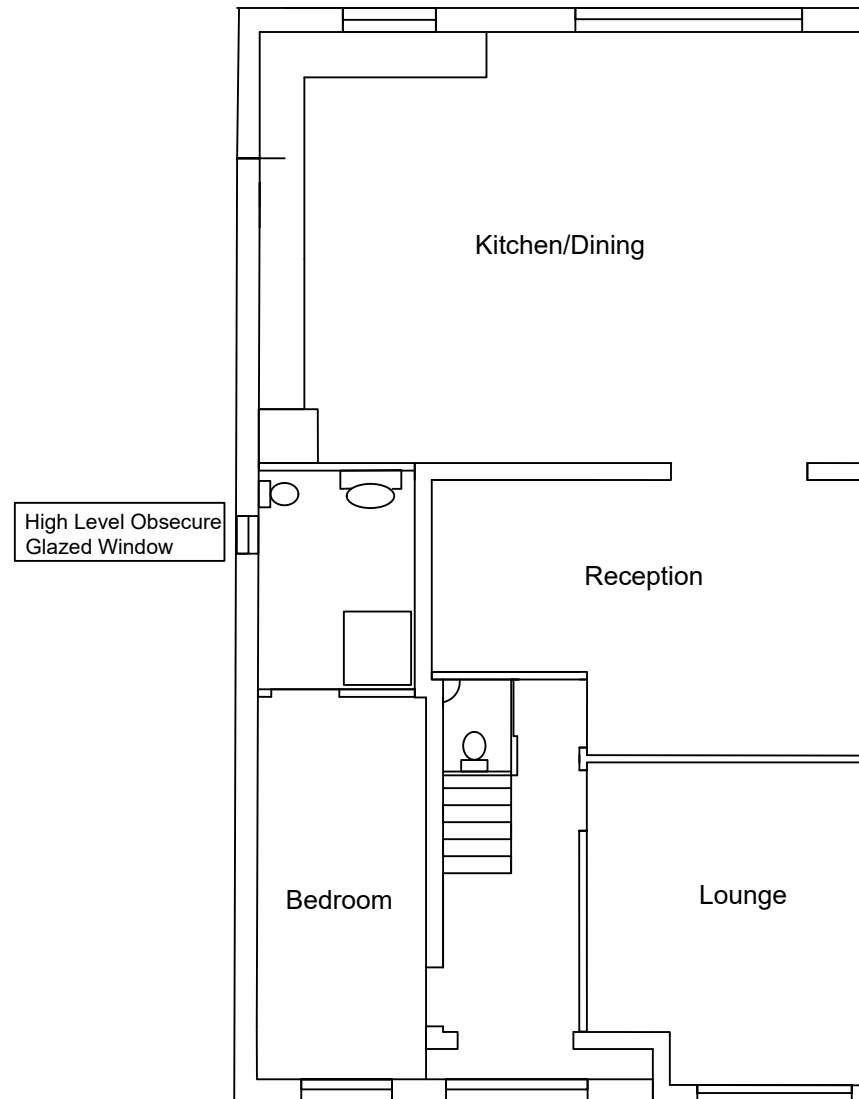 Kitchen/Dining
High Level Obsecure
Glazed Window
Reception
Bedroom
Lounge